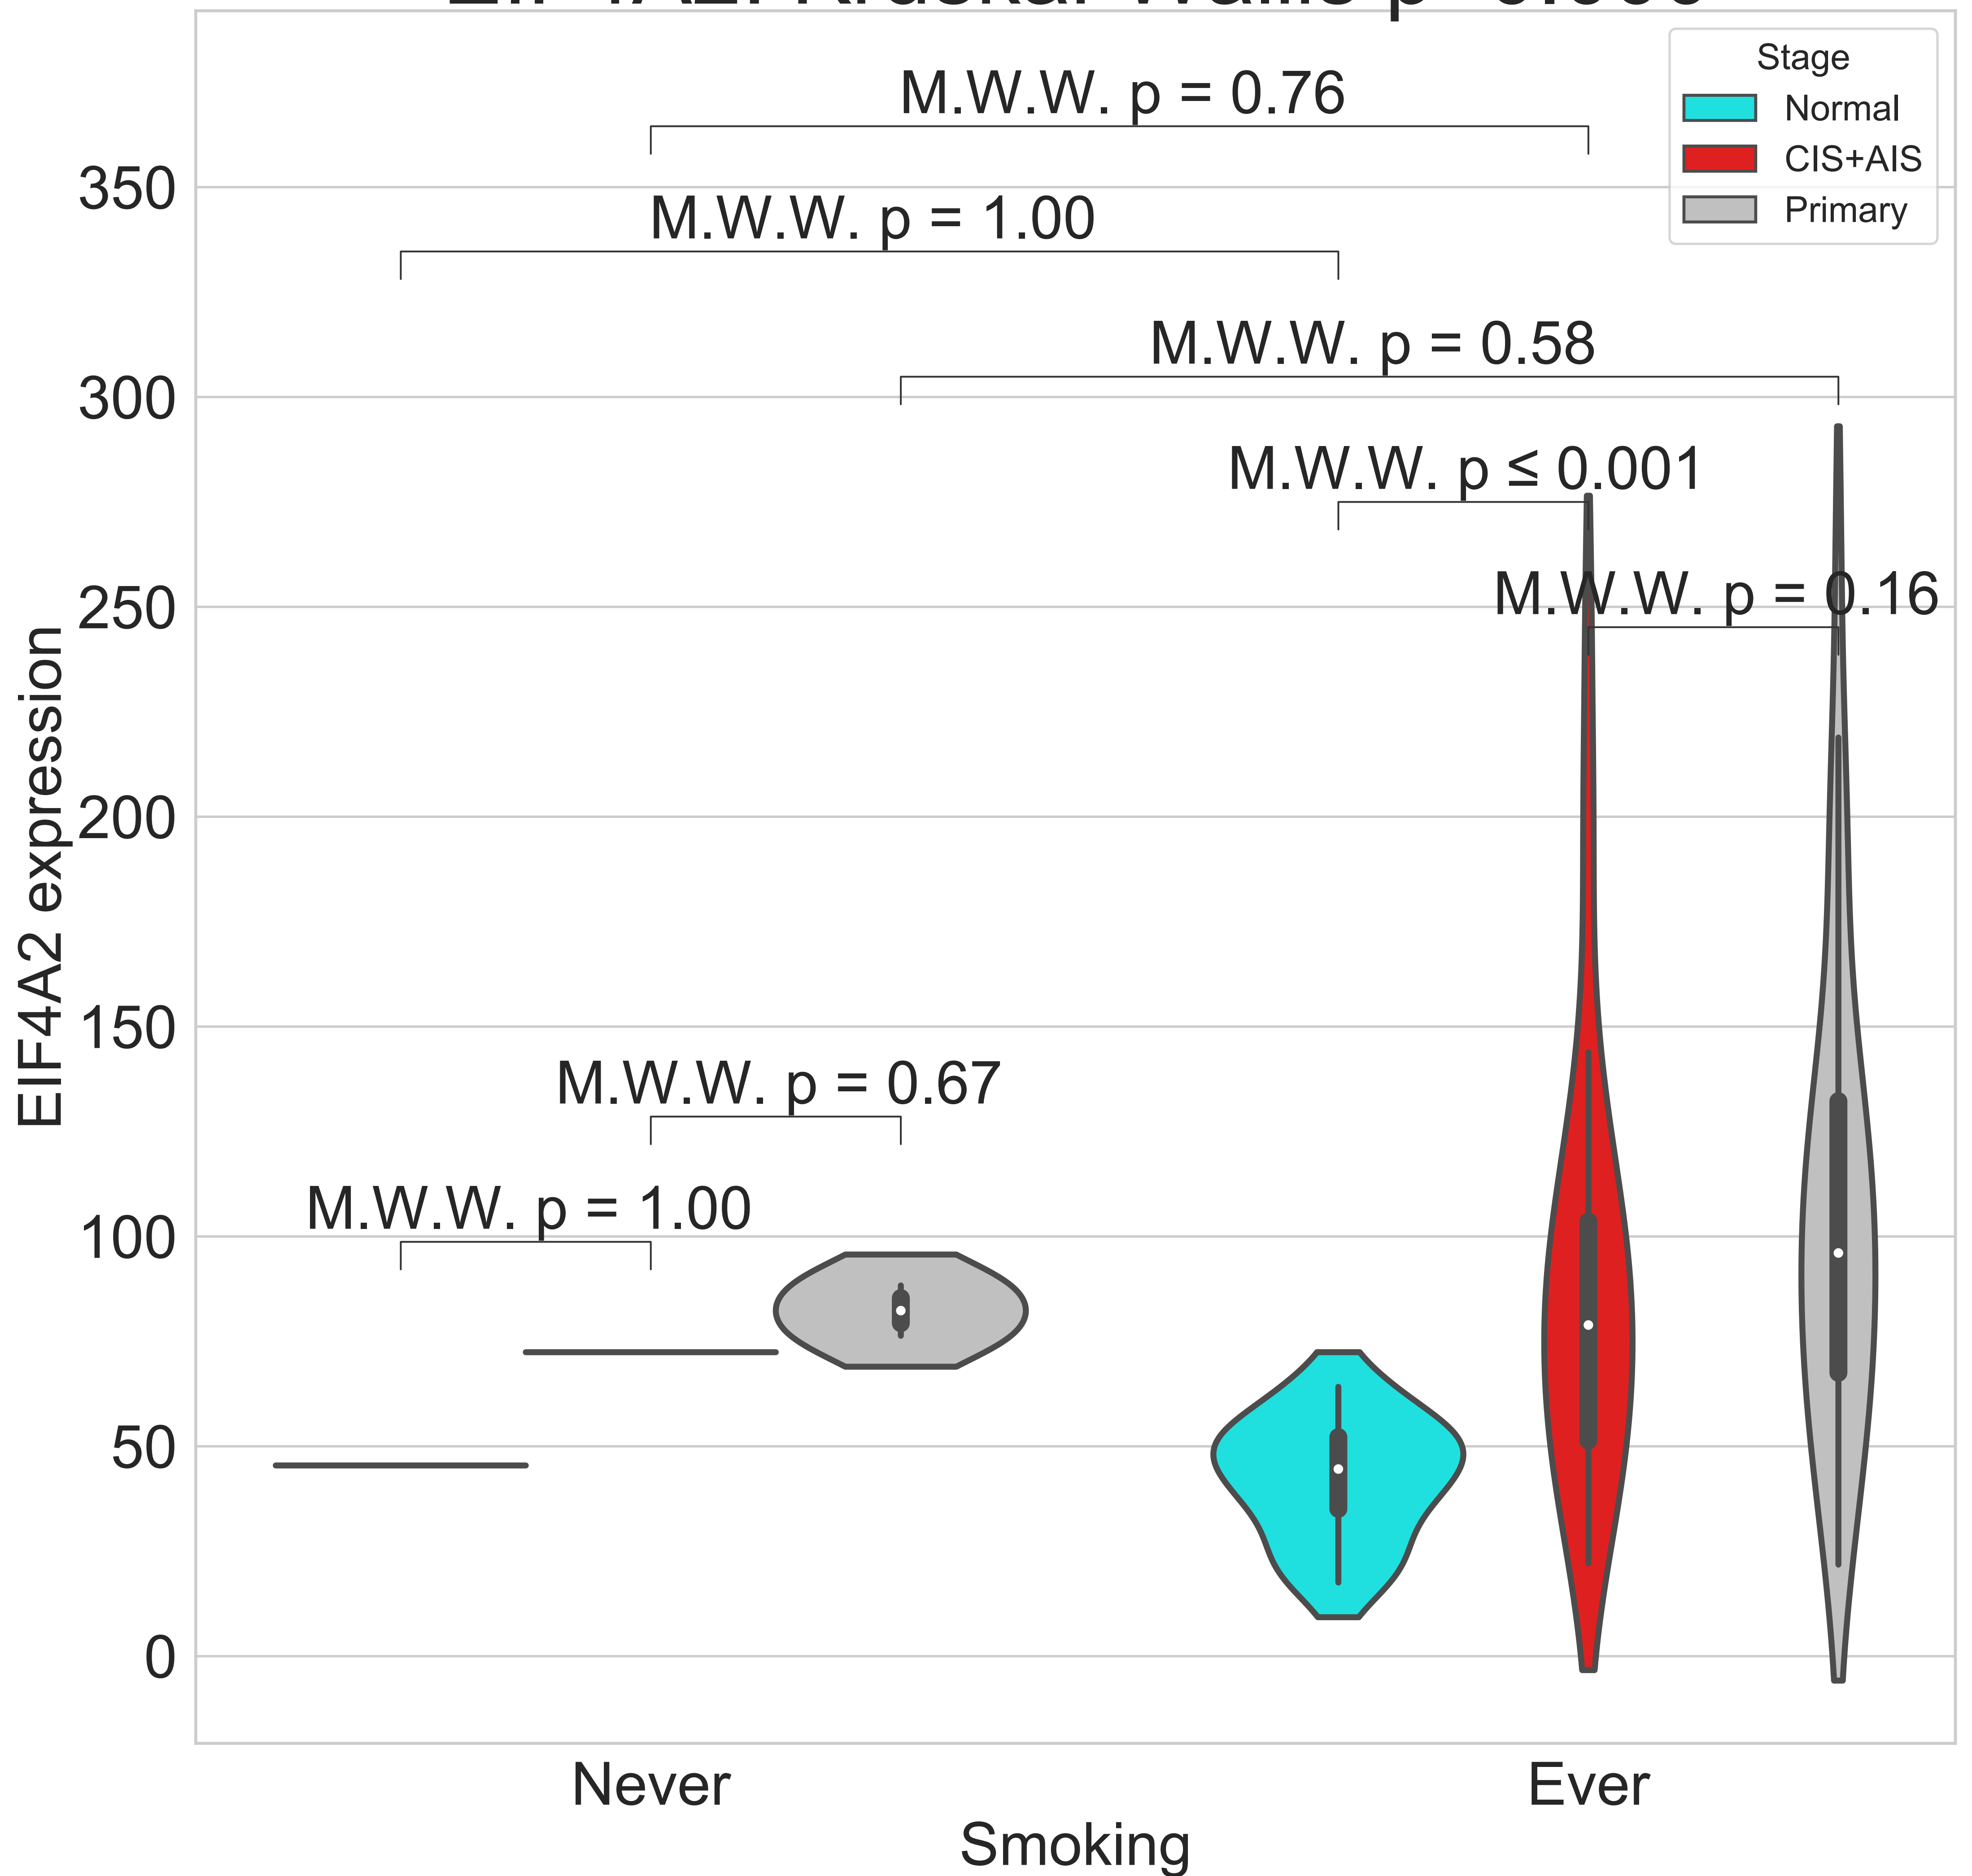 M.W.W. p = 0.76
Stage
Normal
CIS+AIS
Primary
350
M.W.W. p = 1.00
M.W.W. p = 0.58
300
M.W.W. p ≤ 0.001
250
M.W.W. p = 0.16
200
EIF4A2 expression
150
M.W.W. p = 0.67
M.W.W. p = 1.00
100
50
0
Never
Ever
Smoking